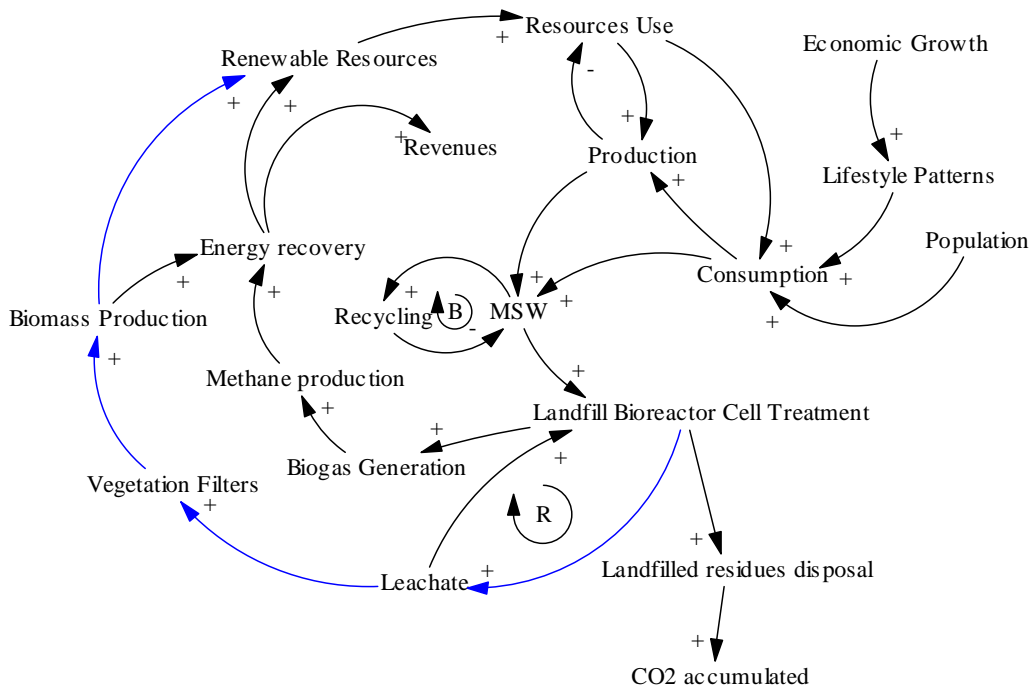 Resources Use
Economic Growth
Renewable Resources
+
+
+
-
+
+
+
Revenues
Production
+
+
Lifestyle Patterns
Population
Energy recovery
+
+
Consumption
+
+
+
+
+
+
Recycling
B
-
MSW
Biomass Production
+
Methane production
+
+
Landfill Bioreactor Cell Treatment
+
+
Biogas Generation
+
Vegetation Filters
+
R
+
+
Leachate
Landfilled residues disposal
+
CO2 accumulated